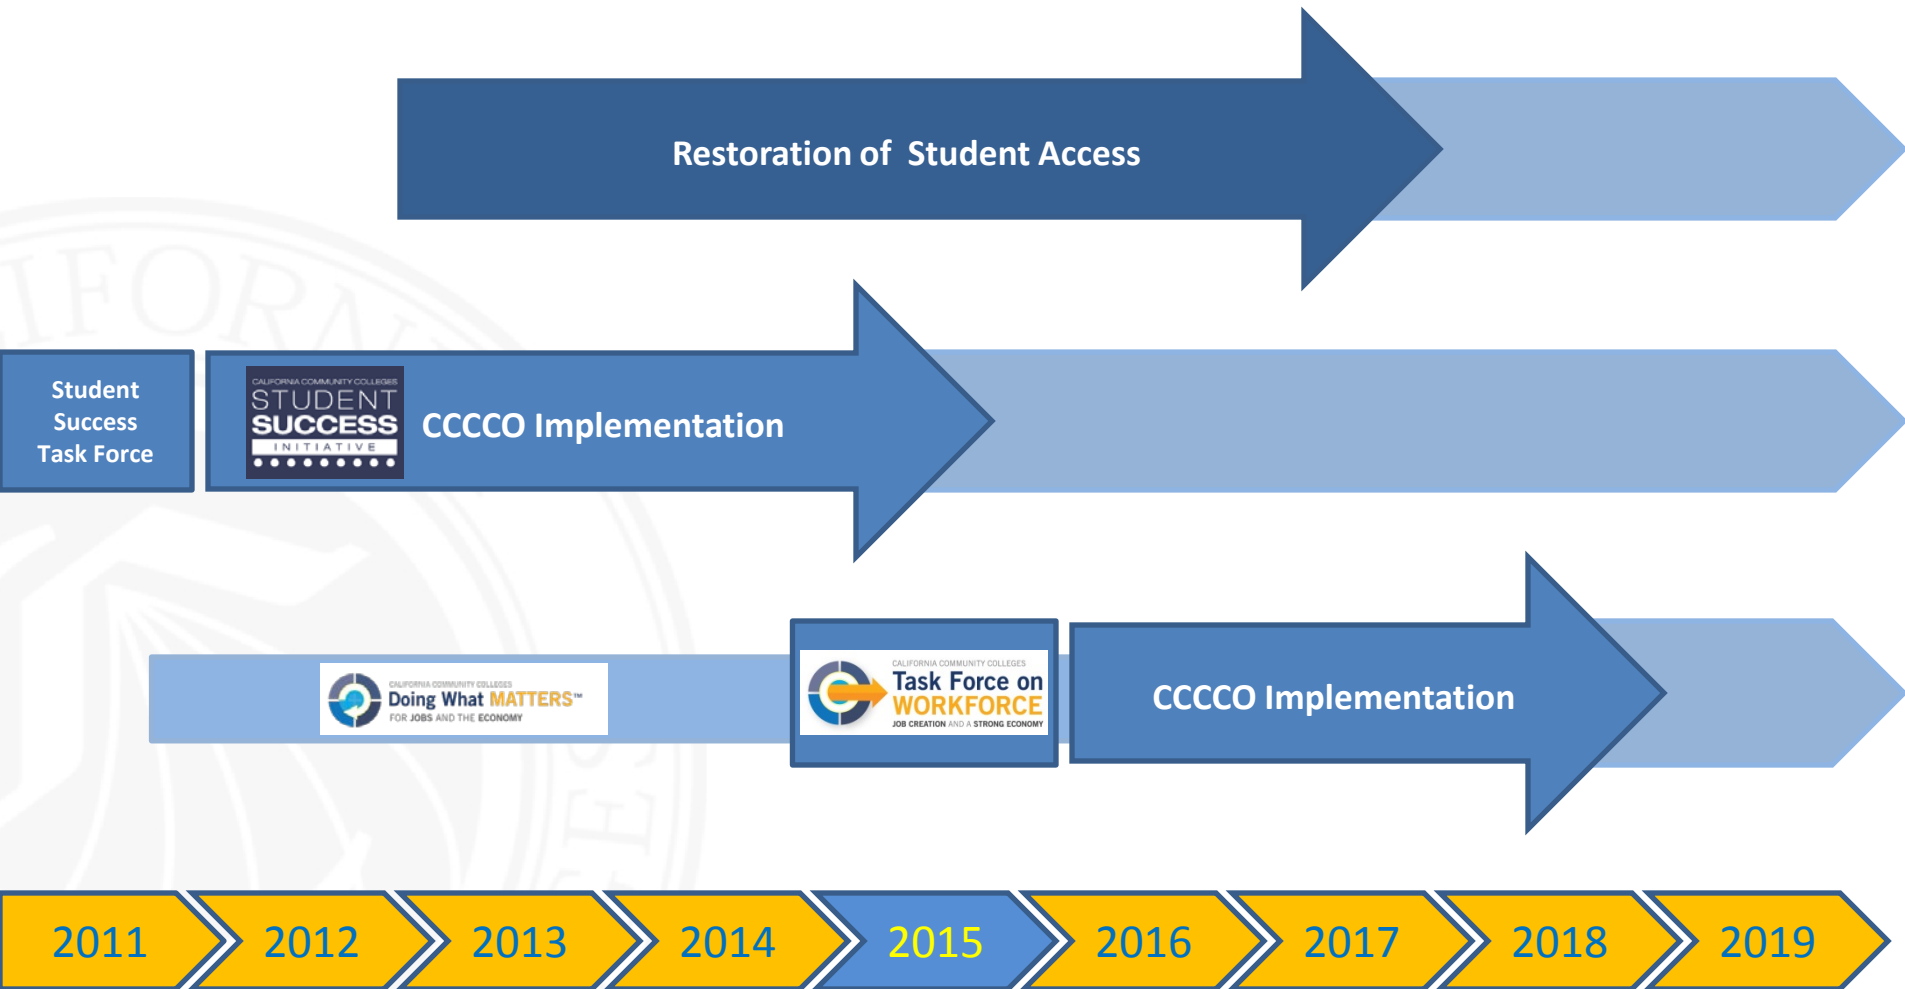 Restoration of Student Access
Student
Success
Task Force
CALIFORNIA COMMUNITY COLLEGES
STUDENT
SUCCESS
INITIATIVE
CCCCO Implementation
CALIFORNIA COMMUNITY COLLEGES
Doing What MATTERS™
FOR JOBS AND THE ECONOMY
CALIFORNIA COMMUNITY COLLEGES
Task Force on
WORKFORCE
JOB CREATION AND A STRONG ECONOMY
CCCCO Implementation
2011 2012 2013 2014 2015 2016 2017 2018 2019